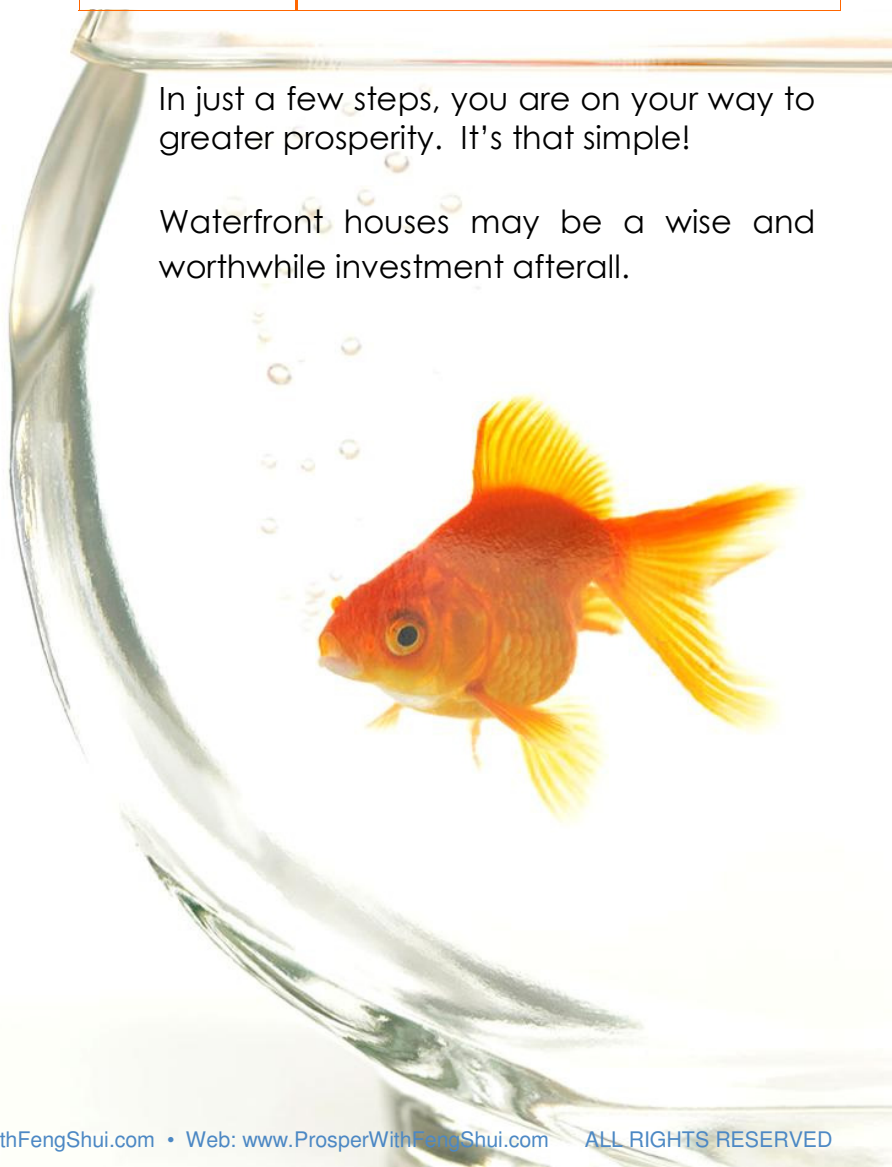 In just a few steps, you are on your way to
greater prosperity.  It’s that simple!
Waterfront houses may be a wise and
worthwhile investment afterall.
thFengShui.com • Web: www.ProsperWithFengShui.com ALL RIGHTS RESERVED